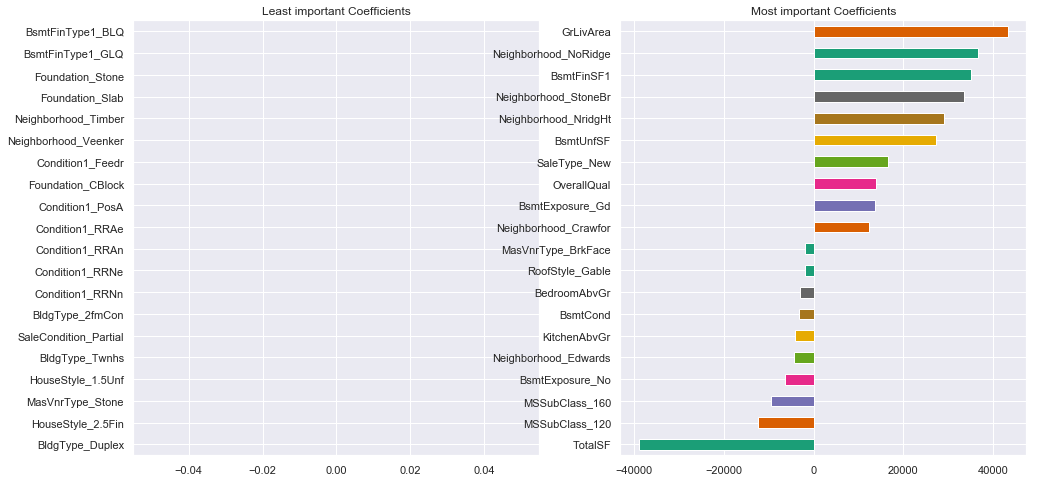 Least important Coefficients
BsmtFinType1_BLQ
BsmtFinType1_GLQ
Foundation_Stone
Foundation_Slab
Neighborhood_Timber
Neighborhood_Veenker
Condition1_Feedr
Foundation_CBlock
Condition1_PosA
Condition1_RRAe
Condition1_RRAn
Condition1_RRNe
Condition1_RRNn
BldgType_2fmCon
SaleCondition_Partial
BldgType_Twnhs
HouseStyle_1.5Unf
MasVnrType_Stone
HouseStyle_2.5Fin
BldgType_Duplex
−0.04 −0.02 0.00 0.02 0.04
Most important Coefficients
GrLivArea
Neighborhood_NoRidge
BsmtFinSF1
Neighborhood_StoneBr
Neighborhood_NridgHt
BsmtUnfSF
SaleType_New
OverallQual
BsmtExposure_Gd
Neighborhood_Crawfor
MasVnrType_BrkFace
RoofStyle_Gable
BedroomAbvGr
BsmtCond
KitchenAbvGr
Neighborhood_Edwards
BsmtExposure_No
MSSubClass_160
MSSubClass_120
TotalSF
−40000 −20000 0 20000 40000